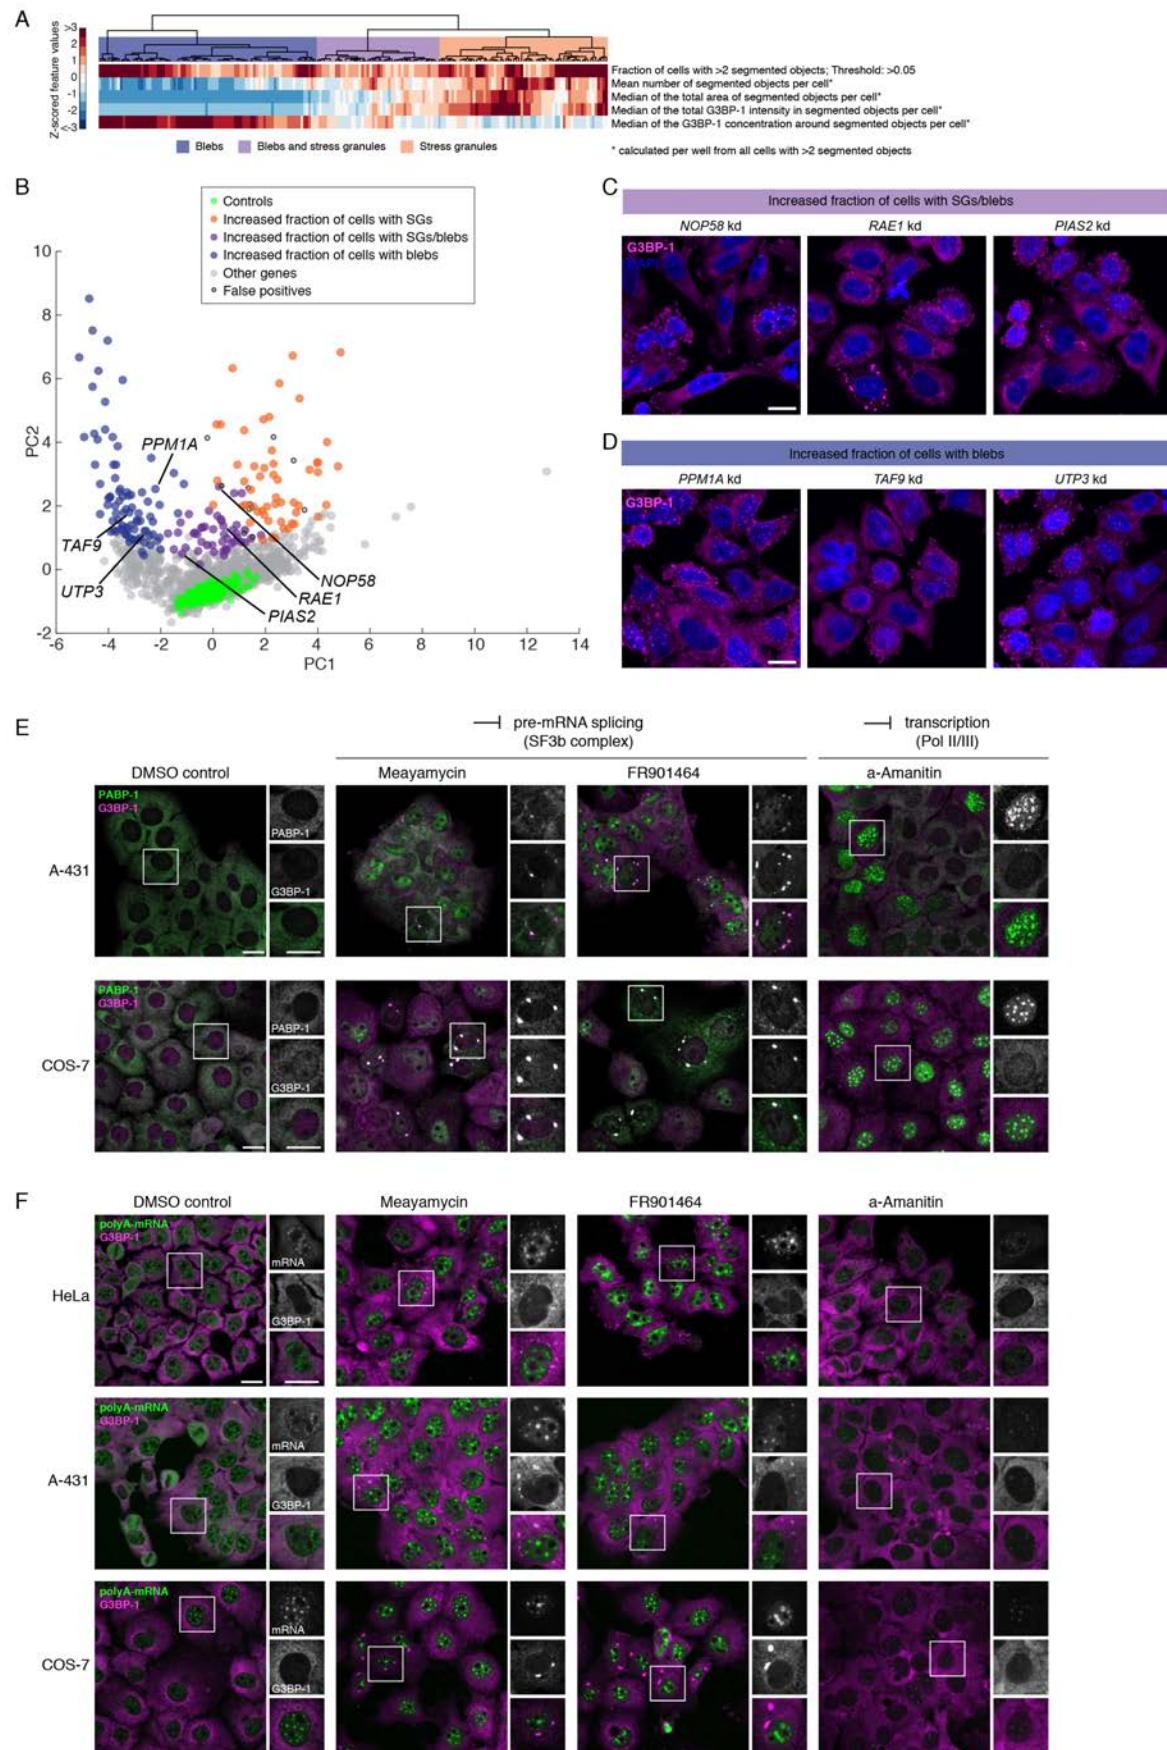 A
Z-scored feature values
>3
2
1
0
-1
-2
<-3
Fraction of cells with >2 segmented objects; Threshold: >0.05
Mean number of segmented objects per cell*
Median of the total area of segmented objects per cell*
Median of the total G3BP-1 intensity in segmented objects per cell*
Median of the G3BP-1 concentration around segmented objects per cell*
Blebs
Blebs and stress granules
Stress granules
* calculated per well from all cells with >2 segmented objects
B
Controls
Increased fraction of cells with SGs
Increased fraction of cells with SGs/blebs
Increased fraction of cells with blebs
Other genes
False positives
PC2
10
8
6
4
2
0
-2
PPM1A
TAF9
UTP3
NOP58
RAE1
PIAS2
-6 -4 -2 0 2 4 6 8 10 12 14
PC1
C
Increased fraction of cells with SGs/blebs
NOP58 kd RAE1 kd PIAS2 kd
G3BP-1
DAPI
D
Increased fraction of cells with blebs
PPM1A kd TAF9 kd UTP3 kd
G3BP-1
E
pre-mRNA splicing
(SF3b complex)
transcription
(Pol II/III)
DMSO control Meayamycin FR901464 a-Amanitin
A-431
PABP-1
G3BP-1
PABP-1
G3BP-1
COS-7
PABP-1
G3BP-1
PABP-1
G3BP-1
F
DMSO control Meayamycin FR901464 a-Amanitin
HeLa
polyA-mRNA
G3BP-1
mRNA
G3BP-1
A-431
polyA-mRNA
G3BP-1
mRNA
G3BP-1
COS-7
polyA-mRNA
G3BP-1
mRNA
G3BP-1